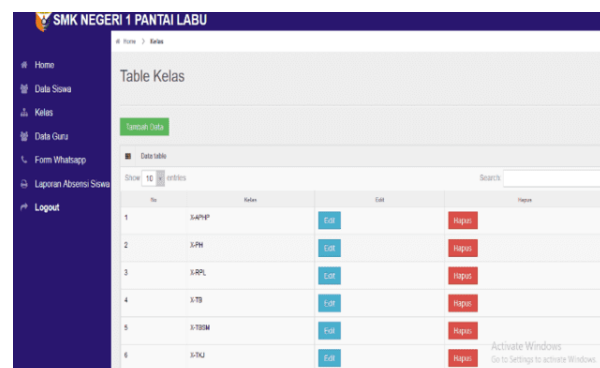 SMK NEGERI 1 PANTAI LABU
Home > Kelas
Home
Data Siswa
Kelas
Data Guru
Form Whatsapp
Laporan Absensi Siswa
Logout
Table Kelas
Tambah Data
Data table
Show 10 entries Search:
No Kelas Edit Hapus
1 X-APHP Edit Hapus
2 X-PH Edit Hapus
3 X-RPL Edit Hapus
4 X-TB Edit Hapus
5 X-TBSM Edit Hapus
6 X-TKJ Edit Hapus
Activate Windows
Go to Settings to activate Windows.